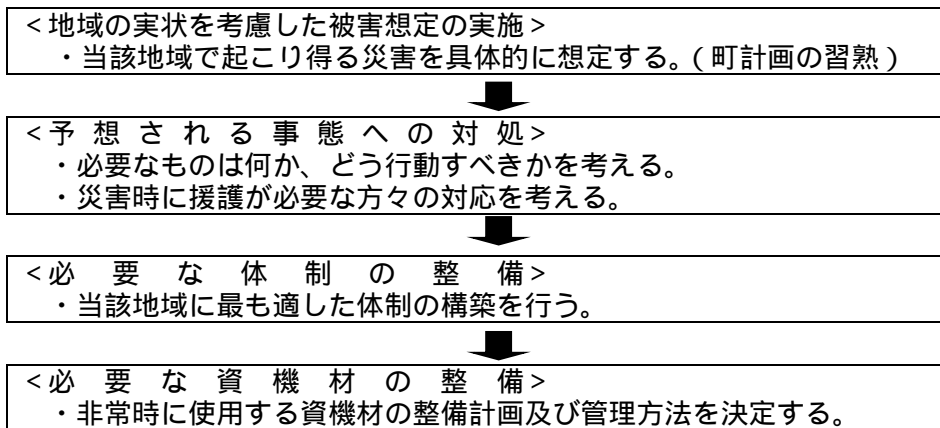 <地域の実状を考慮した被害想定の実施>
・当該地域で起こり得る災害を具体的に想定する。(町計画の習熟)
<予想される事態への対処>
・必要なものは何か、どう行動すべきかを考える。
・災害時に援護が必要な方々の対応を考える。
<必要な体制の整備>
・当該地域に最も適した体制の構築を行う。
<必要な資機材の整備>
・非常時に使用する資機材の整備計画及び管理方法を決定する。